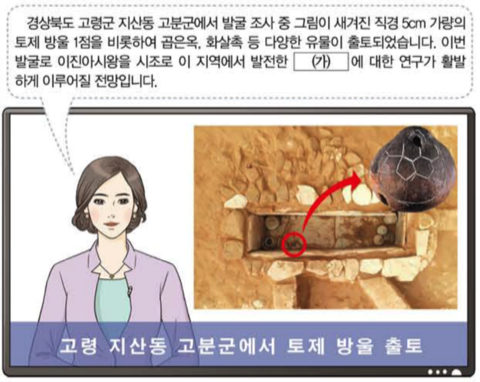 경상북도 고령군 지산동 고분군에서 발굴 조사 중 그림이 새겨진 직경 5cm 가량의
토제 방울 1점을 비롯하여 곱은옥, 화살촉 등 다양한 유물이 출토되었습니다. 이번
발굴로 이진아시왕을 시조로 이 지역에서 발전한 (가) 에 대한 연구가 활발
하게 이루어질 전망입니다.
고령 지산동 고분군에서 토제 방울 출토